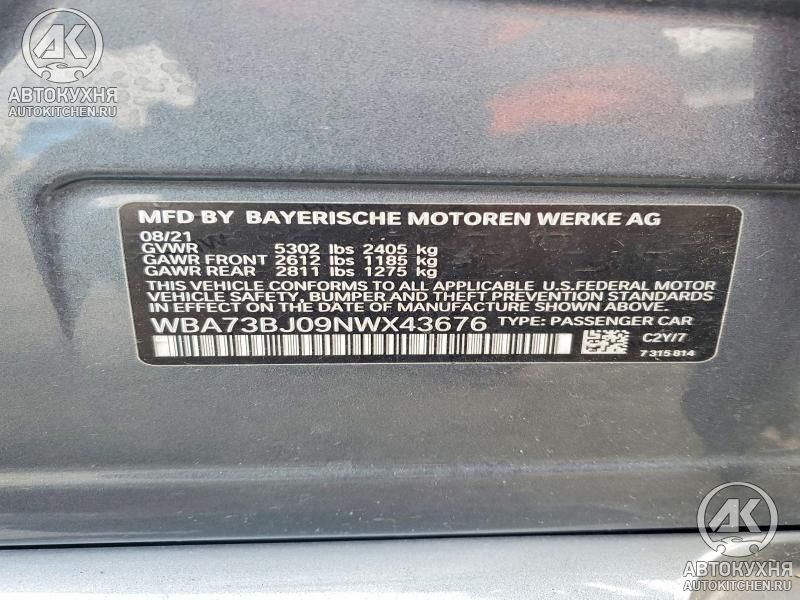 AK
АВТОКУХНЯ
AUTOKITCHEN.RU
MFD BY BAYERISCHE MOTOREN WERKE AG
08/21
GVWR 5302 lbs 2405 kg
GAWR FRONT 2612 lbs 1185 kg
GAWR REAR 2811 lbs 1275 kg
THIS VEHICLE CONFORMS TO ALL APPLICABLE U.S.FEDERAL MOTOR
VEHICLE SAFETY, BUMPER AND THEFT PREVENTION STANDARDS
IN EFFECT ON THE DATE OF MANUFACTURE SHOWN ABOVE.
WBA73BJ09NWX43676 TYPE: PASSENGER CAR
C2Y/7
7315814
AK
АВТОКУХНЯ
AUTOKITCHEN.RU